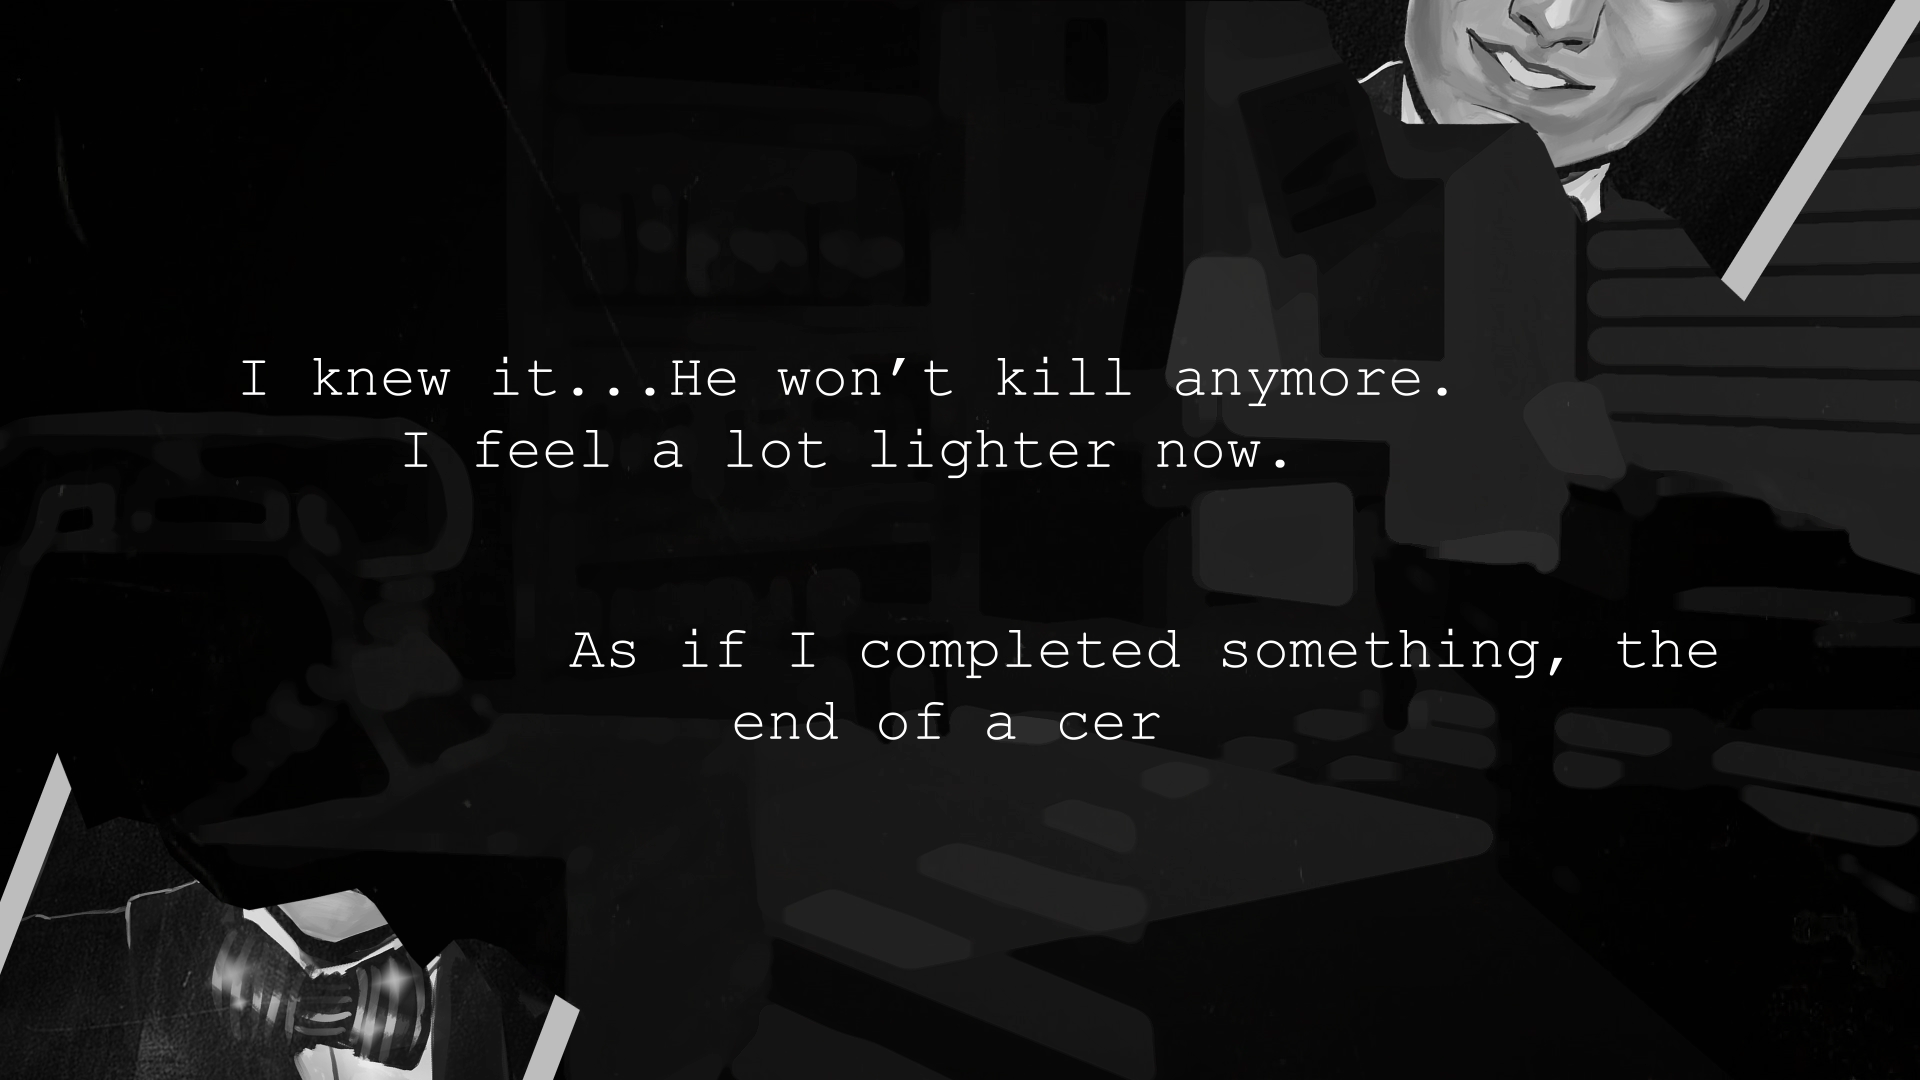 I knew it...He won’t kill anymore.
I feel a lot lighter now.
As if I completed something, the
end of a cer